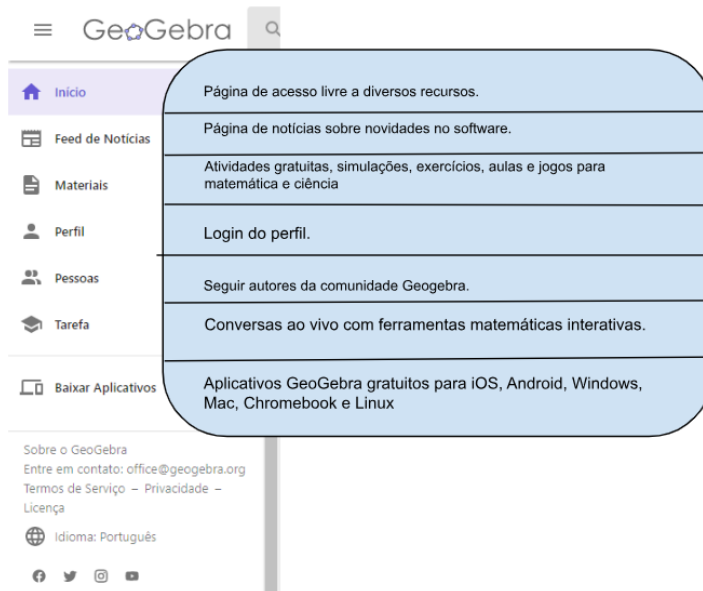 GeoGebra
Início
Página de acesso livre a diversos recursos.
Feed de Notícias
Página de notícias sobre novidades no software.
Materiais
Atividades gratuitas, simulações, exercícios, aulas e jogos para
matemática e ciência
Perfil
Login do perfil.
Pessoas
Seguir autores da comunidade Geogebra.
Tarefa
Conversas ao vivo com ferramentas matemáticas interativas.
Baixar Aplicativos
Aplicativos GeoGebra gratuitos para iOS, Android, Windows,
Mac, Chromebook e Linux
Sobre o GeoGebra
Entre em contato: office@geogebra.org
Termos de Serviço – Privacidade –
Licença
Idioma: Português